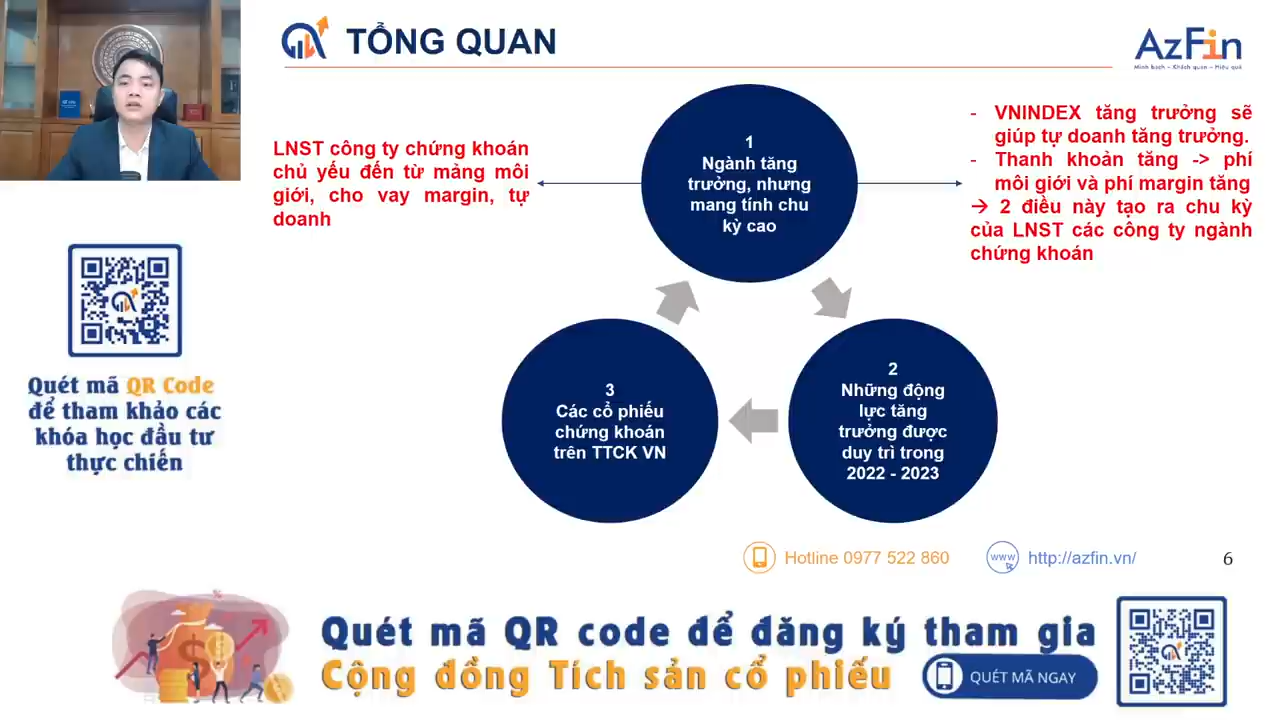 TỔNG QUAN
AzFin
Minh bạch – Khách quan – Hiệu quả
LNST công ty chứng khoán
chủ yếu đến từ mảng môi
giới, cho vay margin, tự
doanh
1
Ngành tăng
trưởng, nhưng
mang tính chu
kỳ cao
- VNINDEX tăng trưởng sẽ
giúp tự doanh tăng trưởng.
- Thanh khoản tăng -> phí
môi giới và phí margin tăng
→ 2 điều này tạo ra chu kỳ
của LNST các công ty ngành
chứng khoán
2
Những động
lực tăng
trưởng được
duy trì trong
2022 - 2023
3
Các cổ phiếu
chứng khoán
trên TTCK VN
Quét mã QR Code
để tham khảo các
khóa học đầu tư
thực chiến
Hotline 0977 522 860
www
http://azfin.vn/
6
Quét mã QR code để đăng ký tham gia
Cộng đồng Tích sản cổ phiếu
QUÉT MÃ NGAY